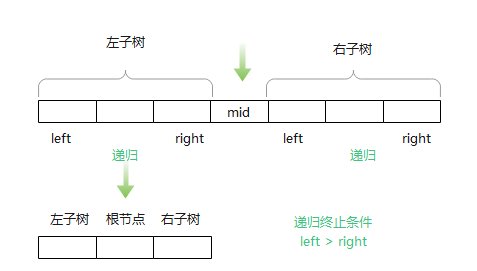 左子树
右子树
mid
left right left right
递归 递归
左子树 根节点 右子树
递归终止条件
left > right